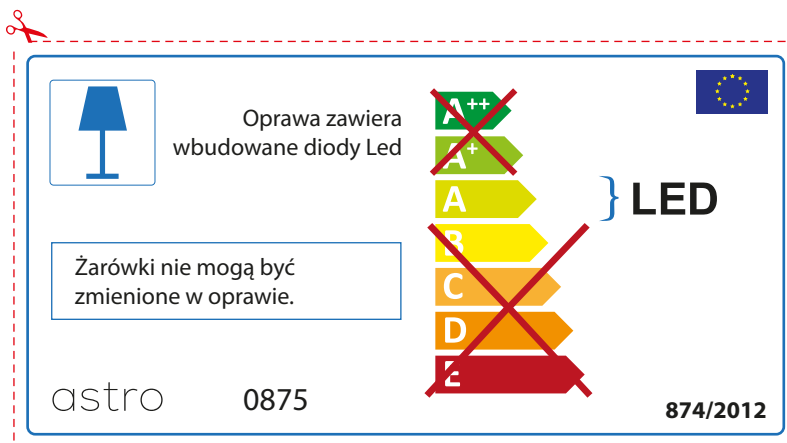 Oprawa zawiera
wbudowane diody Led
A++
A+
A
B
C
D
E
LED
Żarówki nie mogą być
zmienione w oprawie.
astro
0875
874/2012